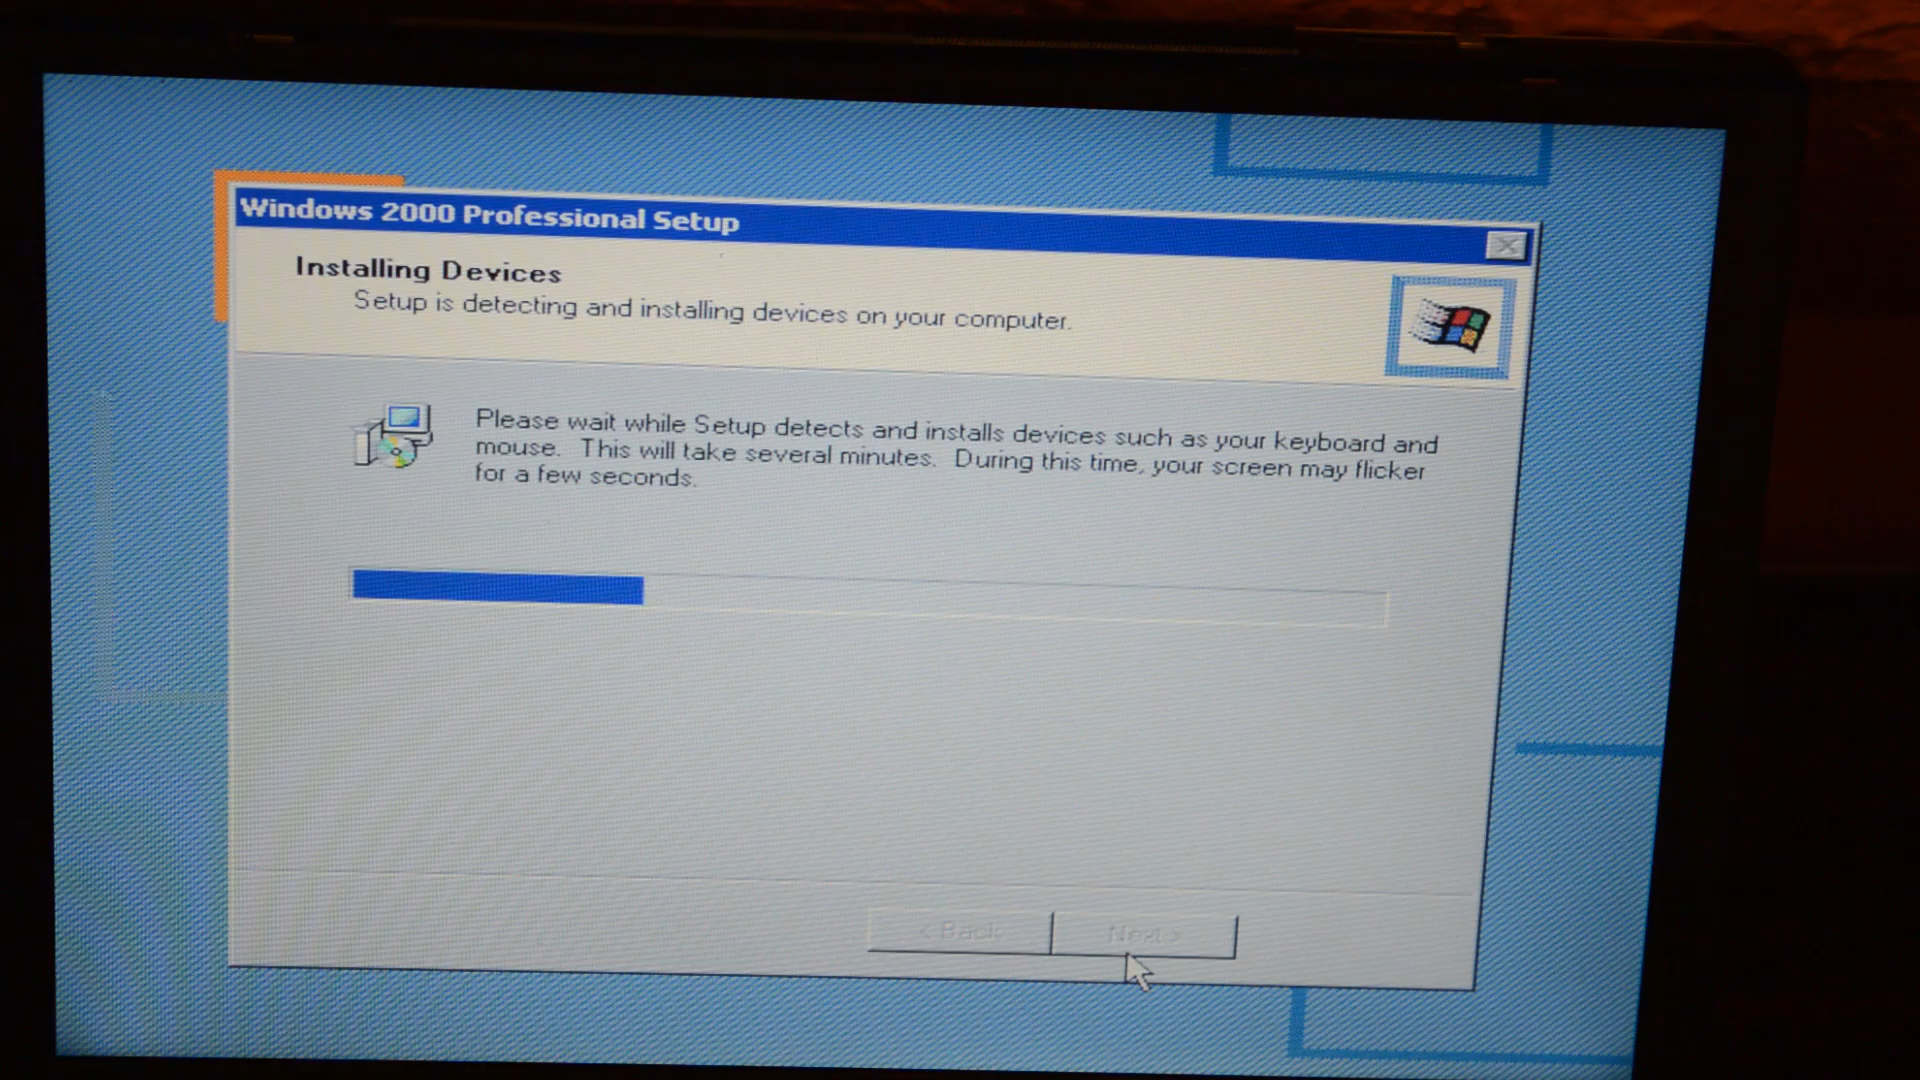 Windows 2000 Professional Setup
Installing Devices
Setup is detecting and installing devices on your computer.
Please wait while Setup detects and installs devices such as your keyboard and
mouse. This will take several minutes. During this time, your screen may flicker
for a few seconds.
< Back
Next >